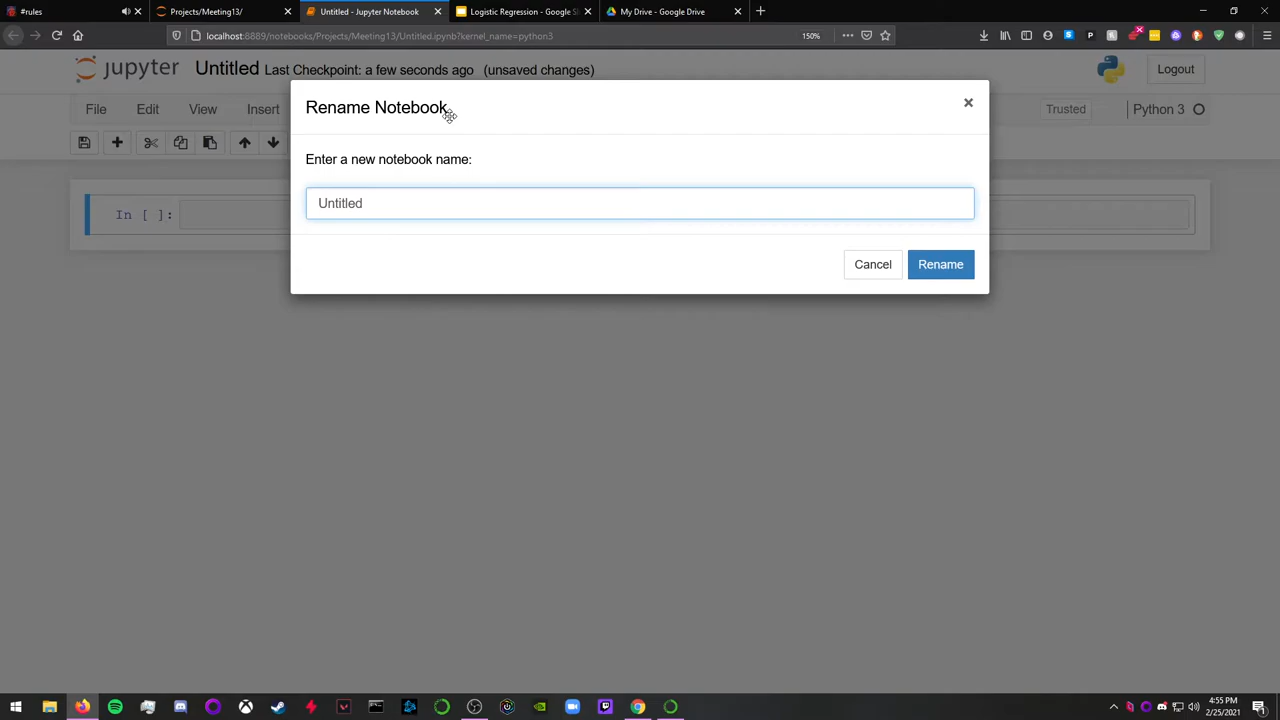 #rules
Projects/Meeting13/
Untitled - Jupyter Notebook
Logistic Regression - Google Sl
My Drive - Google Drive
localhost:8889/notebooks/Projects/Meeting13/Untitled.ipynb?kernel_name=python3
150%
jupyter Untitled Last Checkpoint: a few seconds ago (unsaved changes)
Logout
File Edit View Insert
Trusted
Python 3
Rename Notebook
Enter a new notebook name:
Untitled
Cancel
Rename
In [ ]:
4:55 PM
2/25/2021